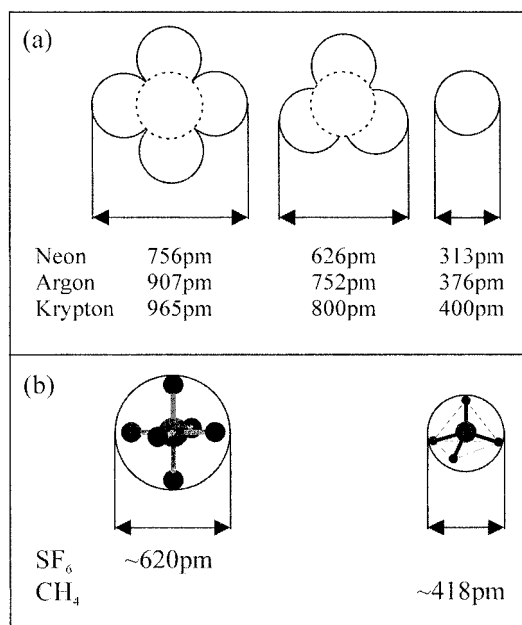 (a)
Neon 756pm 626pm 313pm
Argon 907pm 752pm 376pm
Krypton 965pm 800pm 400pm
(b)
SF₆ ~620pm
CH₄ ~418pm